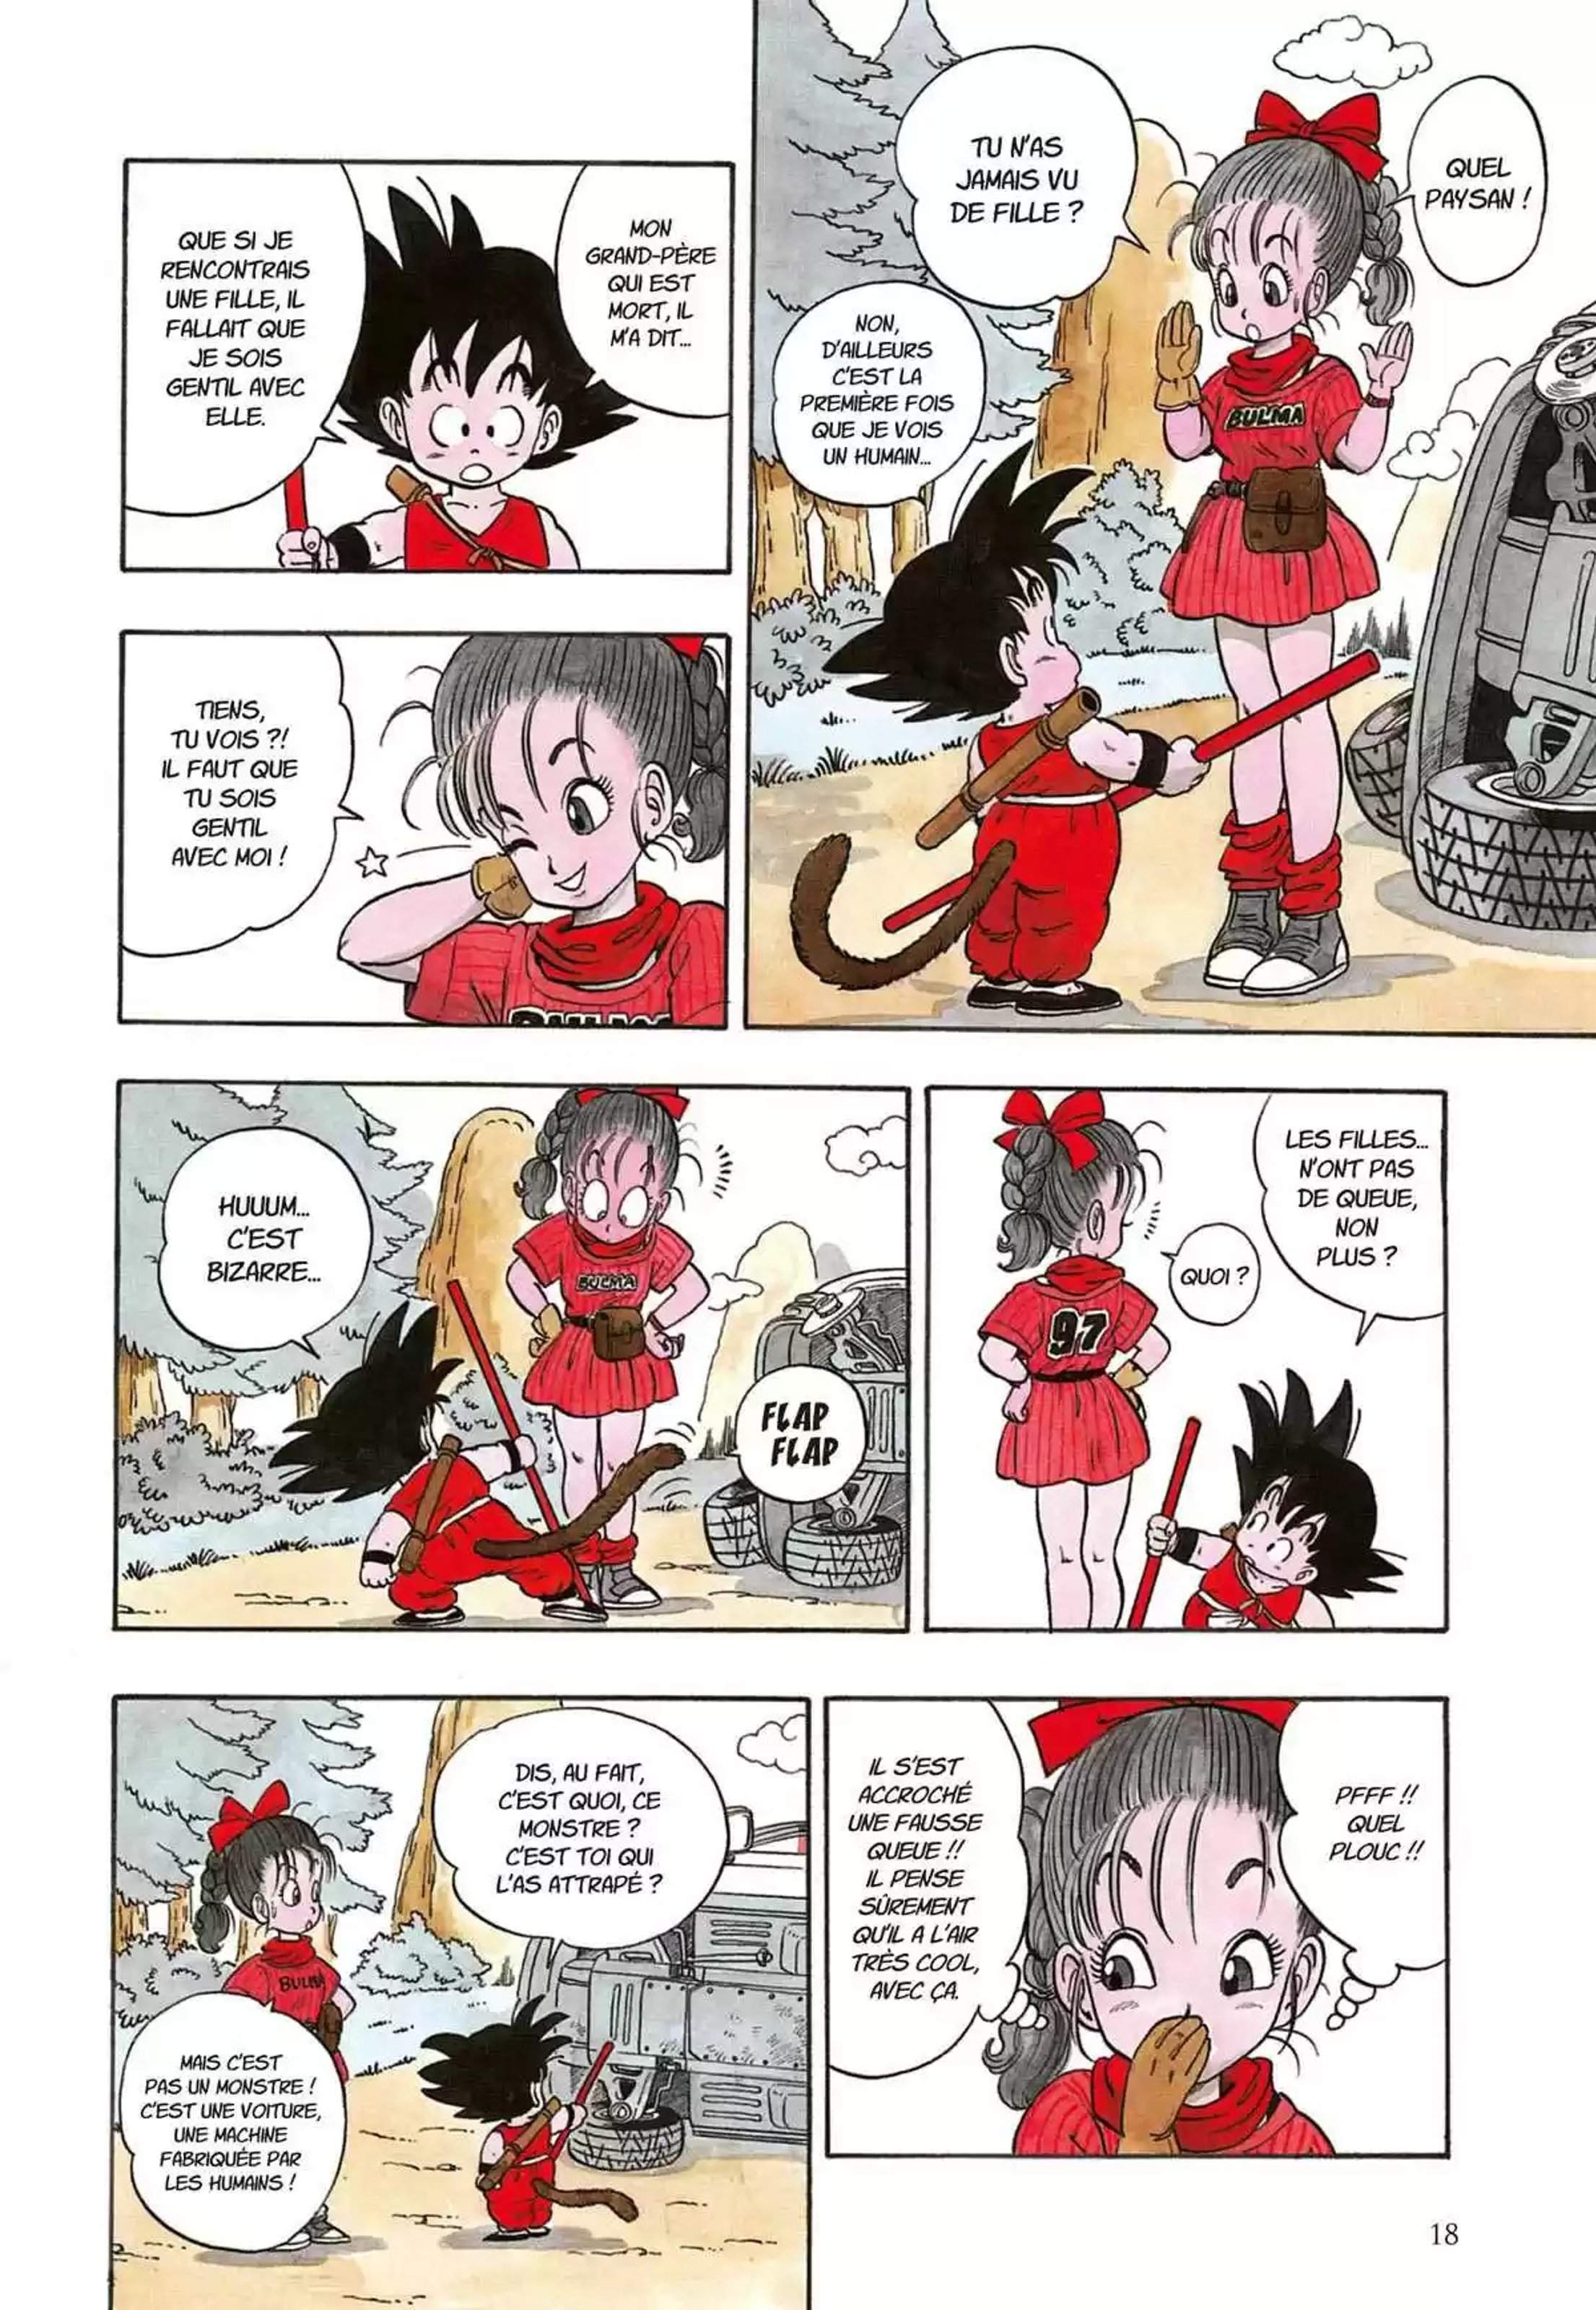 QUEL
PAYSAN !
TU N'AS
JAMAIS VU
DE FILLE ?
BULMA
NON,
D'AILLEURS
C'EST LA
PREMIÈRE FOIS
QUE JE VOIS
UN HUMAIN...
MON
GRAND-PÈRE
QUI EST
MORT, IL
M'A DIT...
QUE SI JE
RENCONTRAIS
UNE FILLE, IL
FALLAIT QUE
JE SOIS
GENTIL AVEC
ELLE.
TIENS,
TU VOIS ?!
IL FAUT QUE
TU SOIS
GENTIL
AVEC MOI !
BULMA
LES FILLES...
N'ONT PAS
DE QUEUE,
NON
PLUS ?
QUOI ?
97
HUUUM...
C'EST
BIZARRE...
BULMA
FLAP
FLAP
PFFF !!
QUEL
PLOUC !!
IL S'EST
ACCROCHÉ
UNE FAUSSE
QUEUE !!
IL PENSE
SÛREMENT
QU'IL A L'AIR
TRÈS COOL,
AVEC ÇA.
DIS, AU FAIT,
C'EST QUOI, CE
MONSTRE ?
C'EST TOI QUI
L'AS ATTRAPÉ ?
BULMA
MAIS C'EST
PAS UN MONSTRE !
C'EST UNE VOITURE,
UNE MACHINE
FABRIQUÉE PAR
LES HUMAINS !
18